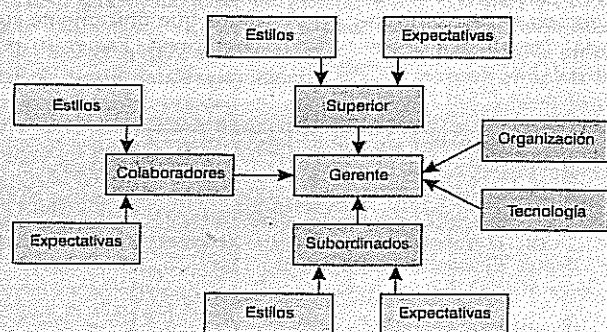 Estilos
Expectativas
Estilos
Superior
Organización
Colaboradores
Gerente
Tecnología
Expectativas
Subordinados
Estilos
Expectativas